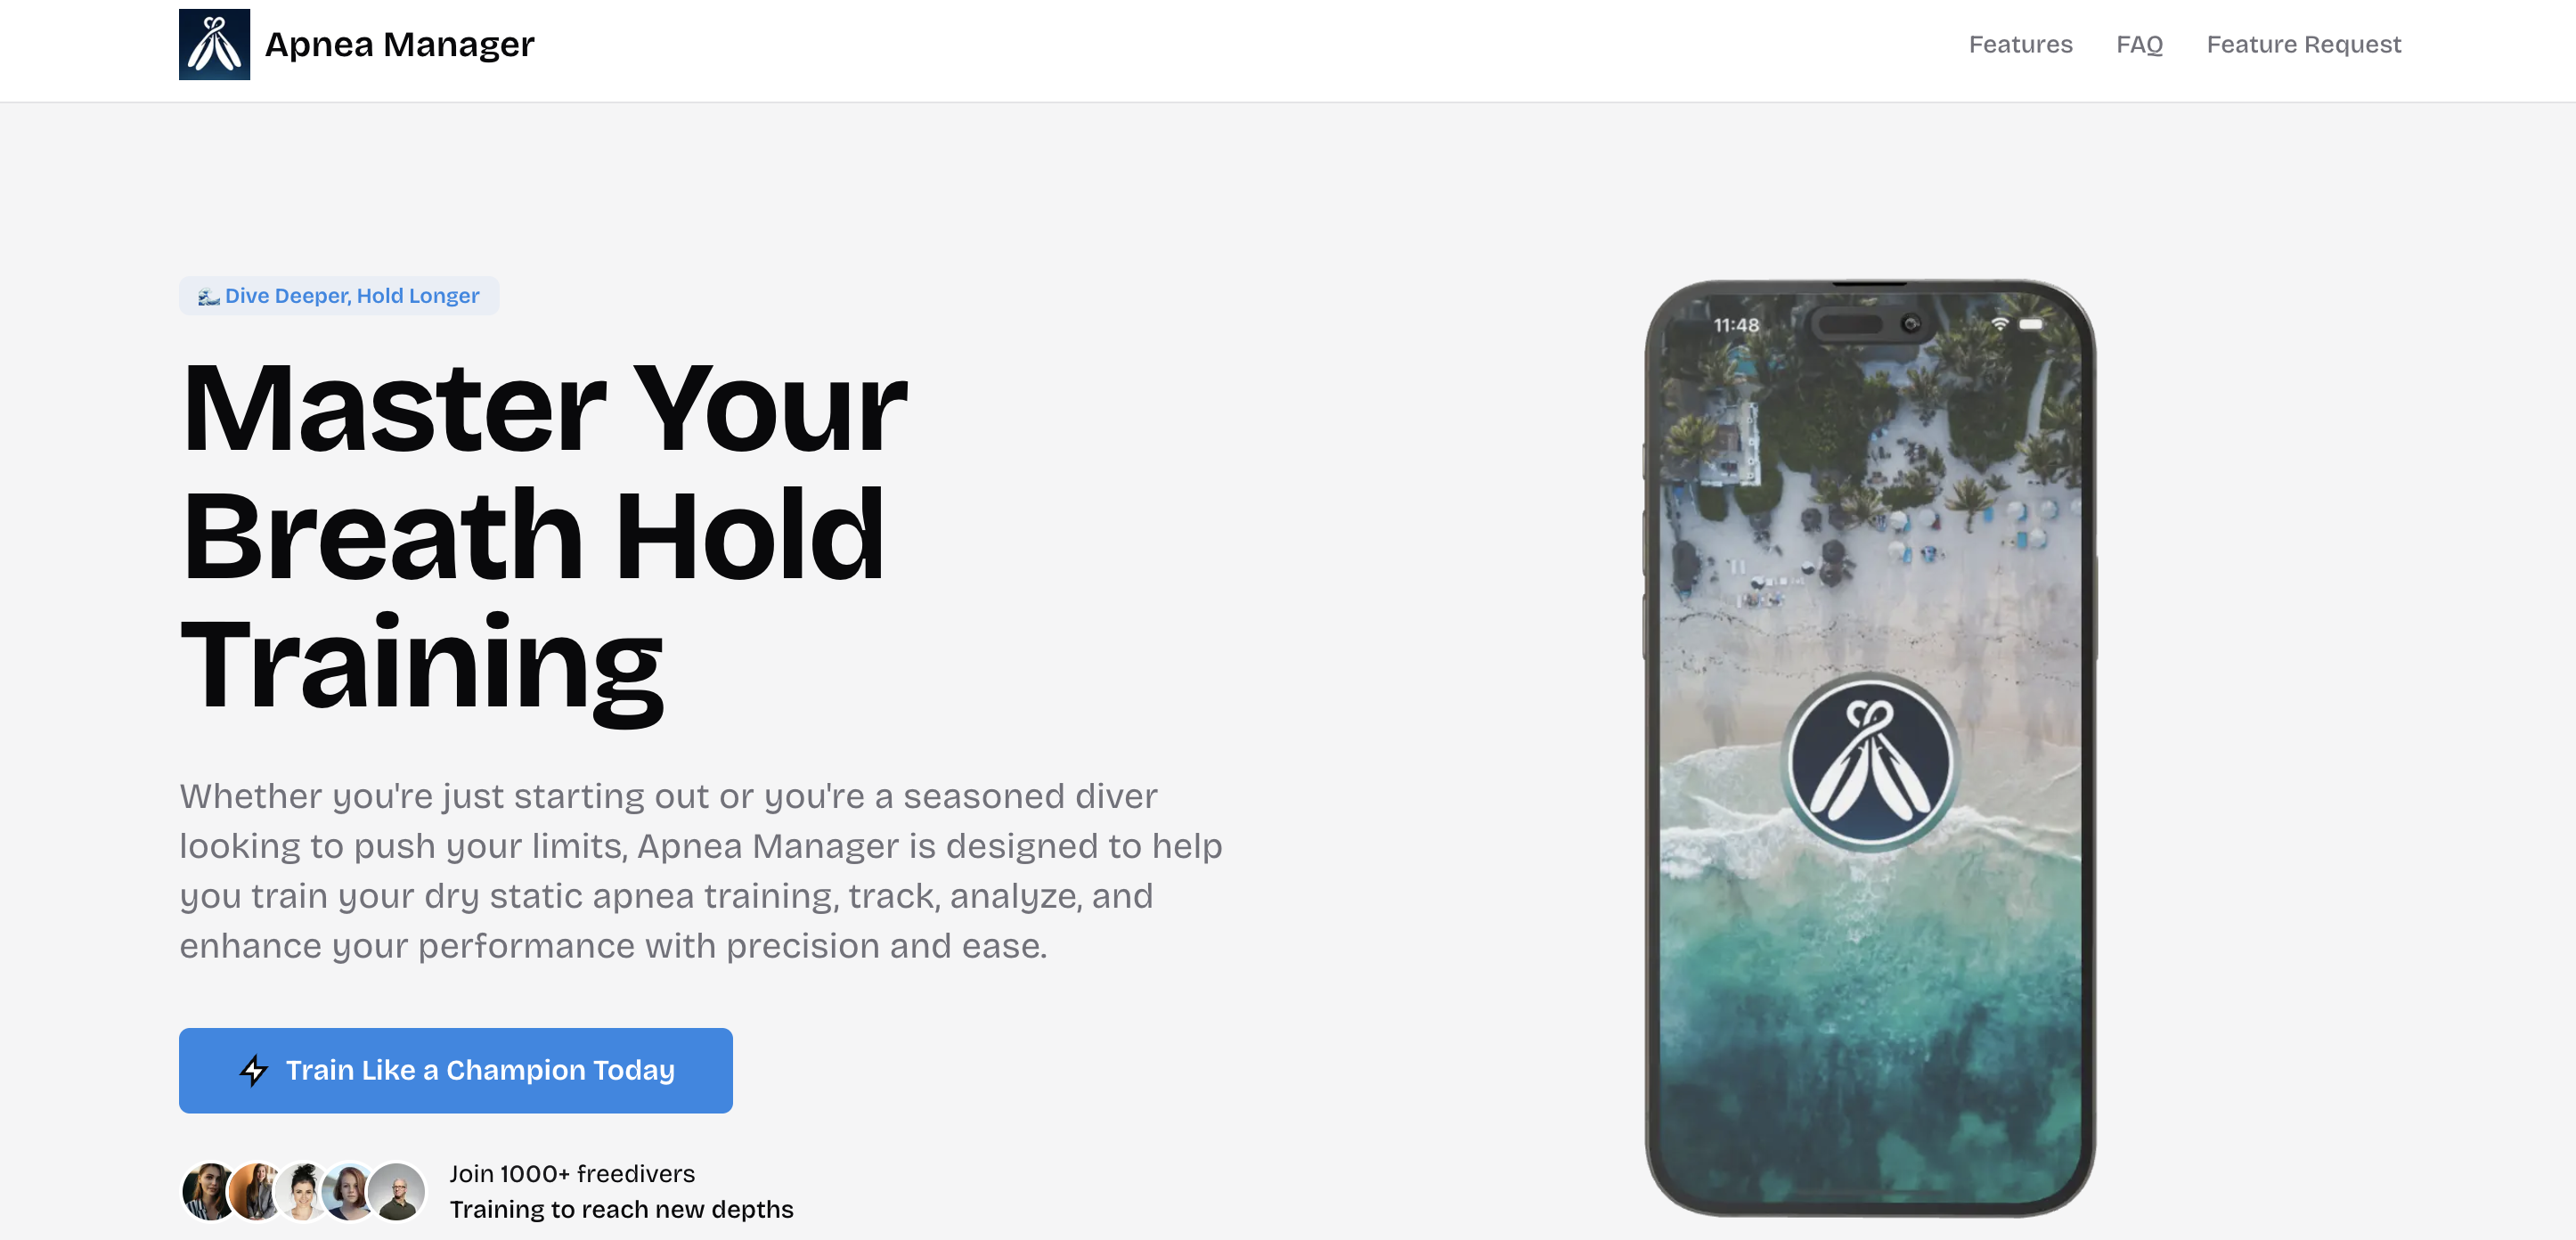 Apnea Manager
Features
FAQ
Feature Request
🌊 Dive Deeper, Hold Longer
Master Your
Breath Hold
Training
Whether you're just starting out or you're a seasoned diver
looking to push your limits, Apnea Manager is designed to help
you train your dry static apnea training, track, analyze, and
enhance your performance with precision and ease.
Train Like a Champion Today
Join 1000+ freedivers
Training to reach new depths
11:48